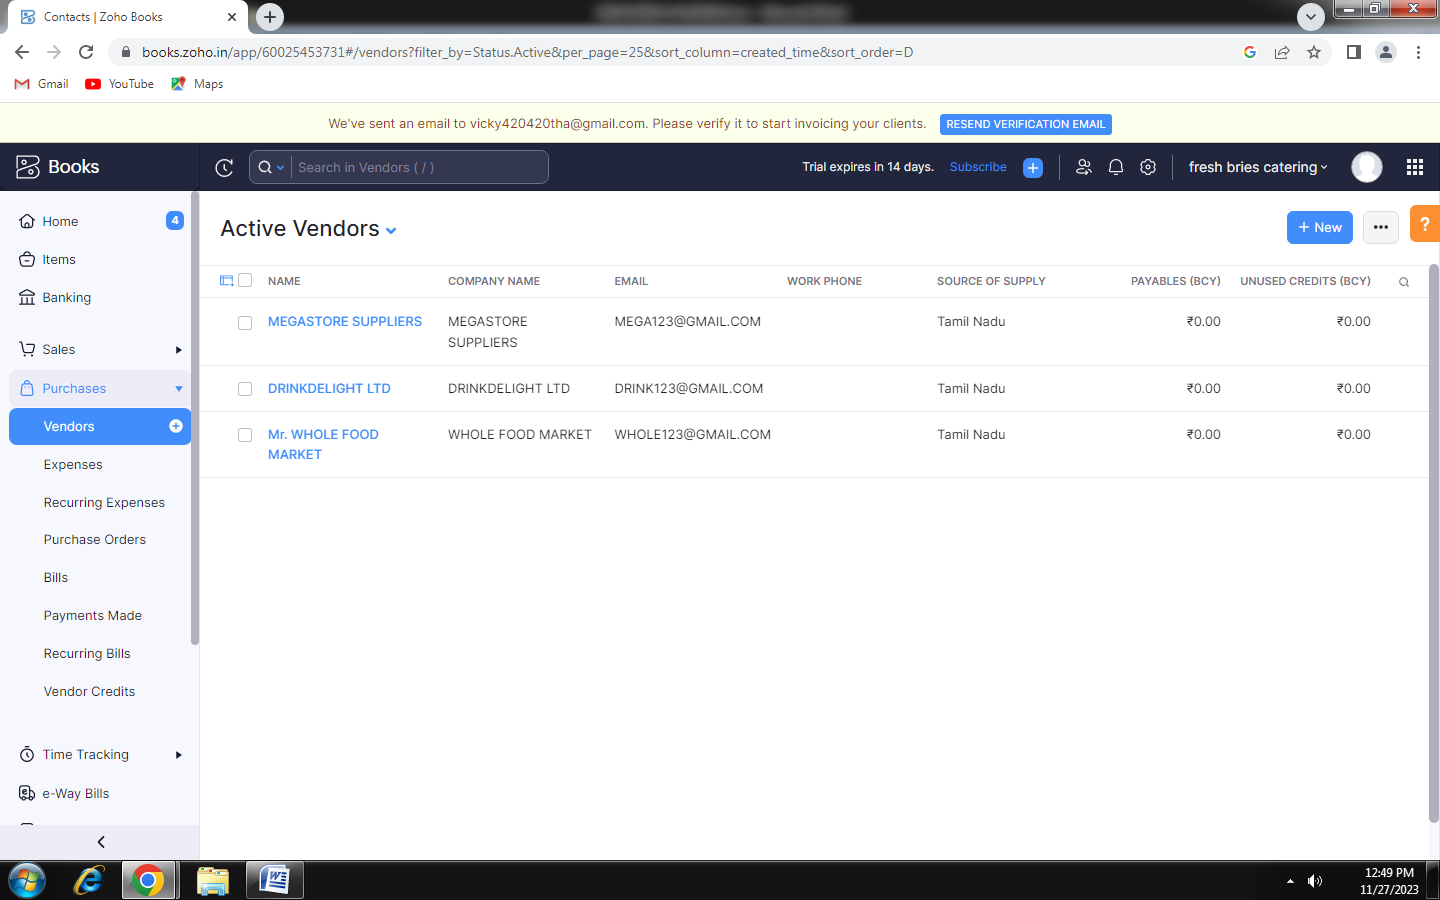 Contacts | Zoho Books
books.zoho.in/app/60025453731#/vendors?filter_by=Status.Active&per_page=25&sort_column=created_time&sort_order=D
Gmail YouTube Maps
We've sent an email to vicky420420tha@gmail.com. Please verify it to start invoicing your clients. RESEND VERIFICATION EMAIL
Books Search in Vendors ( / ) Trial expires in 14 days. Subscribe fresh bries catering
Home 4
Items
Banking
Sales
Purchases
Vendors
Expenses
Recurring Expenses
Purchase Orders
Bills
Payments Made
Recurring Bills
Vendor Credits
Time Tracking
e-Way Bills
Active Vendors + New ?
NAME COMPANY NAME EMAIL WORK PHONE SOURCE OF SUPPLY PAYABLES (BCY) UNUSED CREDITS (BCY)
MEGASTORE SUPPLIERS MEGASTORE MEGA123@GMAIL.COM Tamil Nadu ₹0.00 ₹0.00
SUPPLIERS
DRINKDELIGHT LTD DRINKDELIGHT LTD DRINK123@GMAIL.COM Tamil Nadu ₹0.00 ₹0.00
Mr. WHOLE FOOD WHOLE FOOD MARKET WHOLE123@GMAIL.COM Tamil Nadu ₹0.00 ₹0.00
MARKET
12:49 PM
11/27/2023